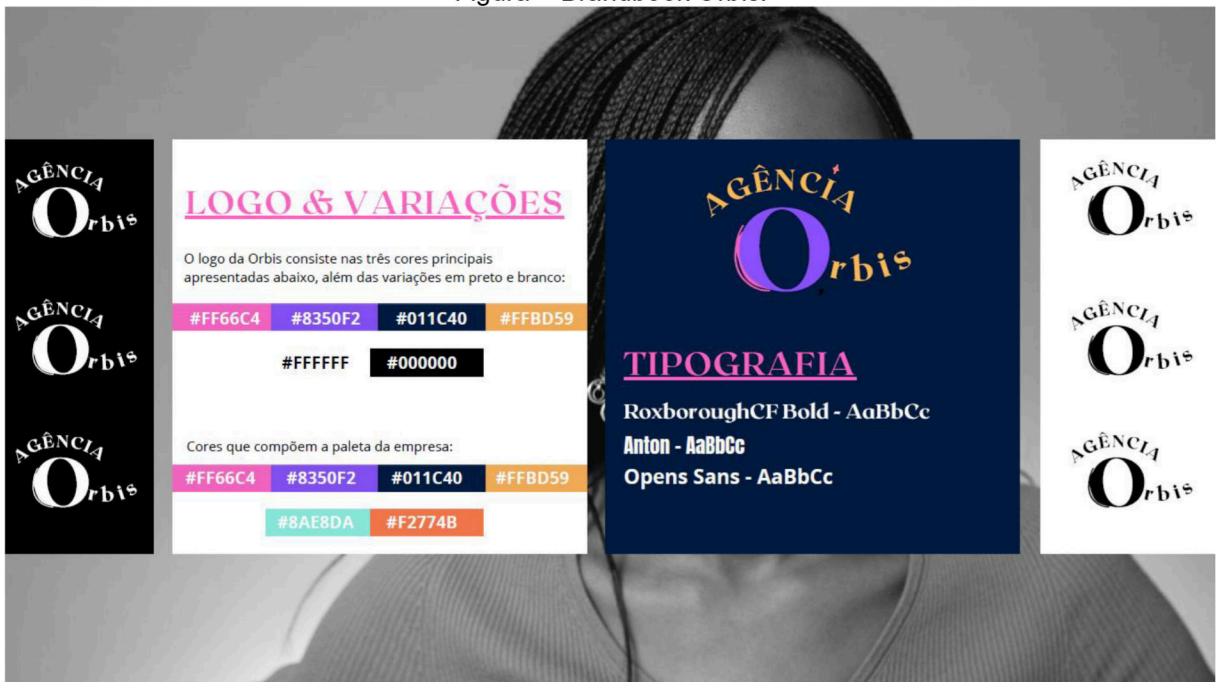 Figura – Brandbook Orbis.
AGÊNCIA
Orbis
AGÊNCIA
Orbis
AGÊNCIA
Orbis
LOGO & VARIAÇÕES
O logo da Orbis consiste nas três cores principais
apresentadas abaixo, além das variações em preto e branco:
#FF66C4 #8350F2 #011C40 #FFBD59
#FFFFFF #000000
Cores que compõem a paleta da empresa:
#FF66C4 #8350F2 #011C40 #FFBD59
#8AE8DA #F2774B
AGÊNCIA
Orbis
TIPOGRAFIA
RoxboroughCF Bold - AaBbCc
Anton - AaBbCc
Opens Sans - AaBbCc
AGÊNCIA
Orbis
AGÊNCIA
Orbis
AGÊNCIA
Orbis